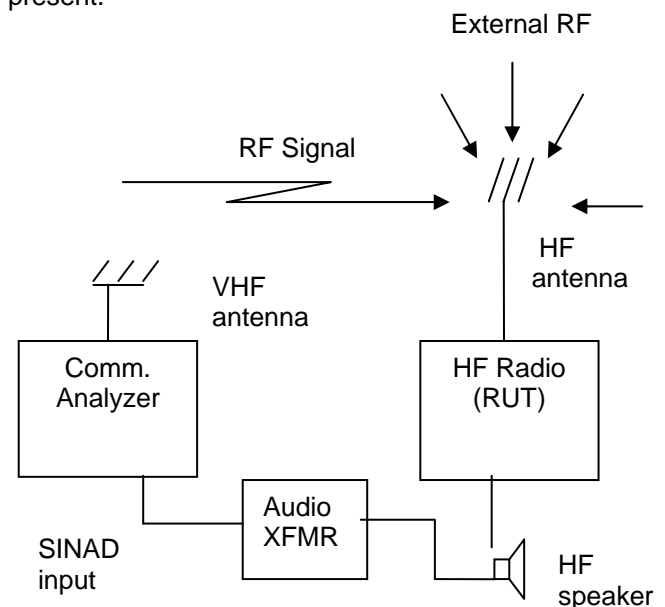 present.
External RF
RF Signal
HF
antenna
VHF
antenna
Comm.
Analyzer
HF Radio
(RUT)
Audio
XFMR
SINAD
input
HF
speaker